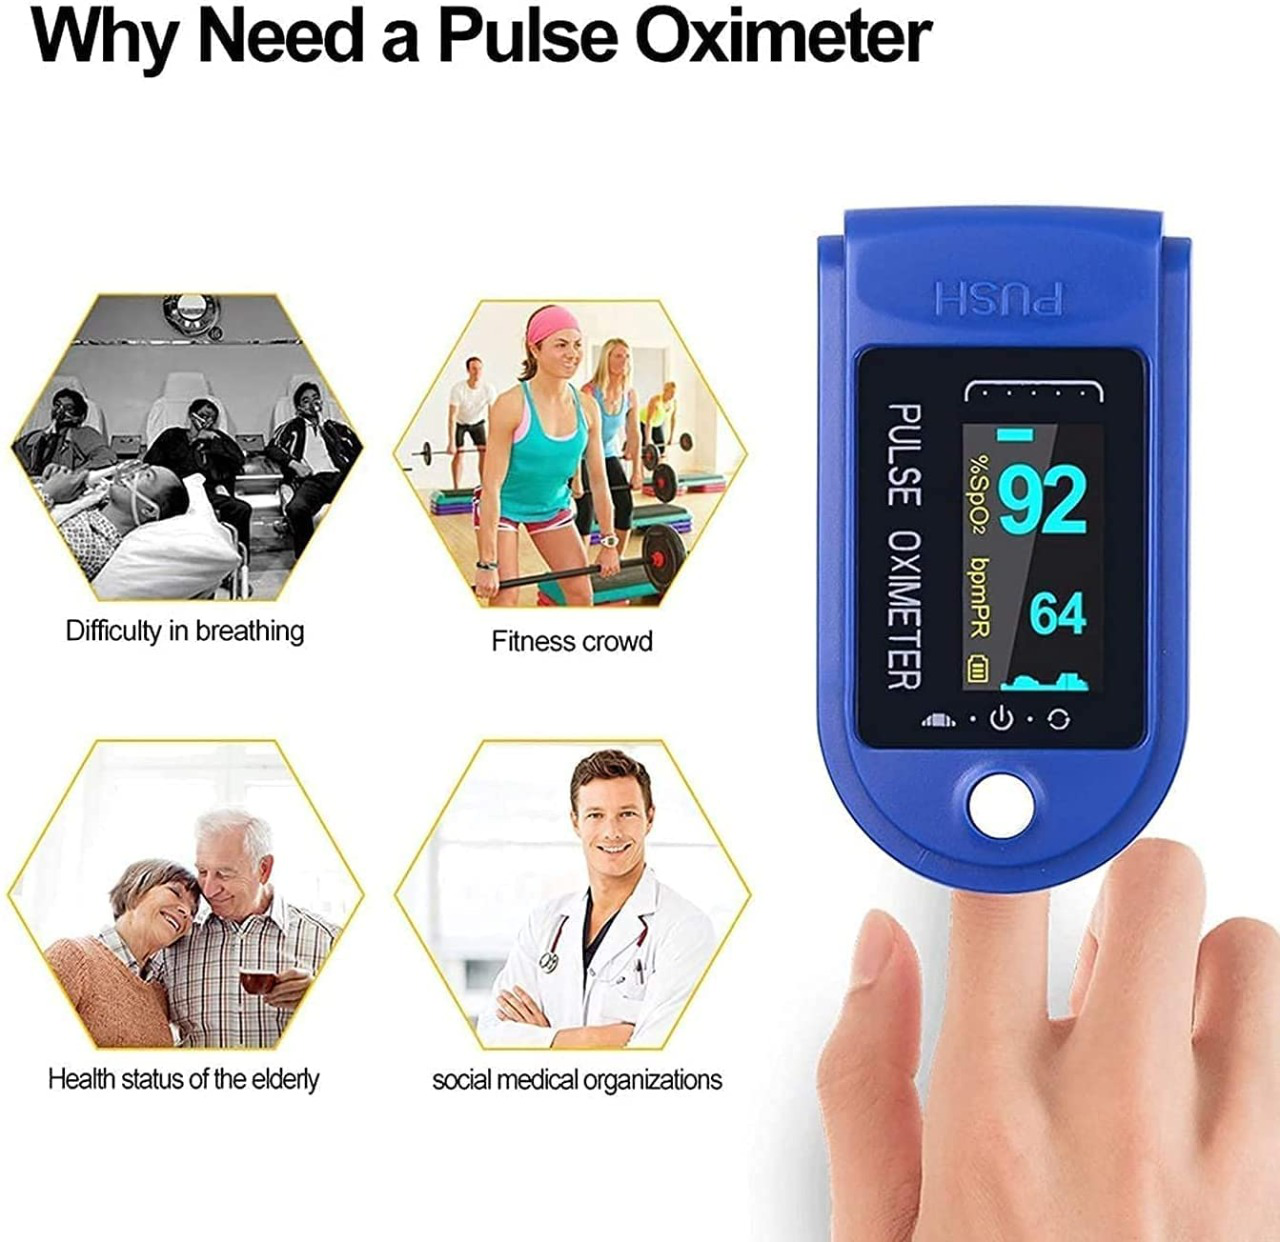 Why Need a Pulse Oximeter
PUSH
PULSE OXIMETER
%SpO₂
92
bpmPR
64
Difficulty in breathing
Fitness crowd
Health status of the elderly
social medical organizations